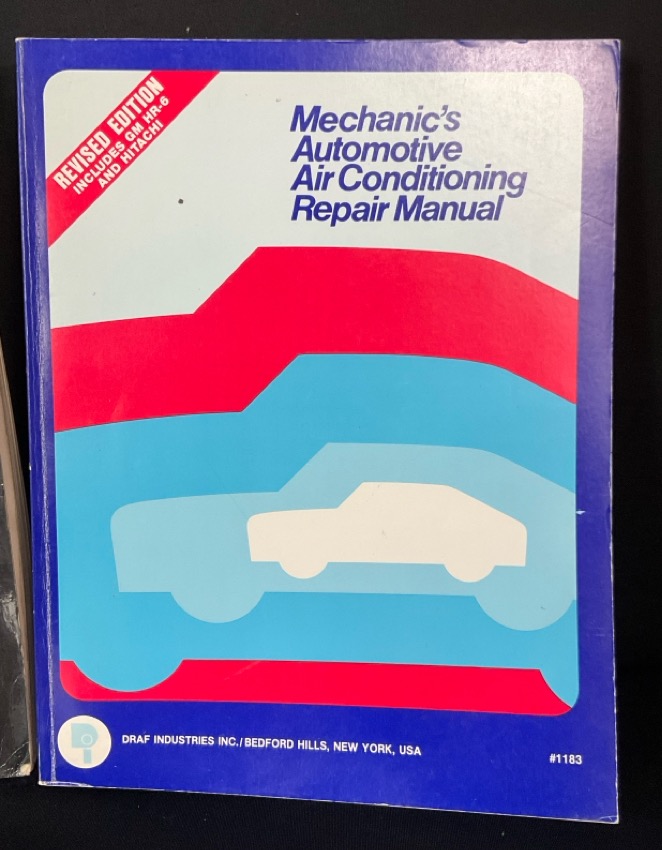 REVISED EDITION
INCLUDES GM HR-6
AND HITACHI
Mechanic's
Automotive
Air Conditioning
Repair Manual
DI
DRAF INDUSTRIES INC./BEDFORD HILLS, NEW YORK, USA
#1183